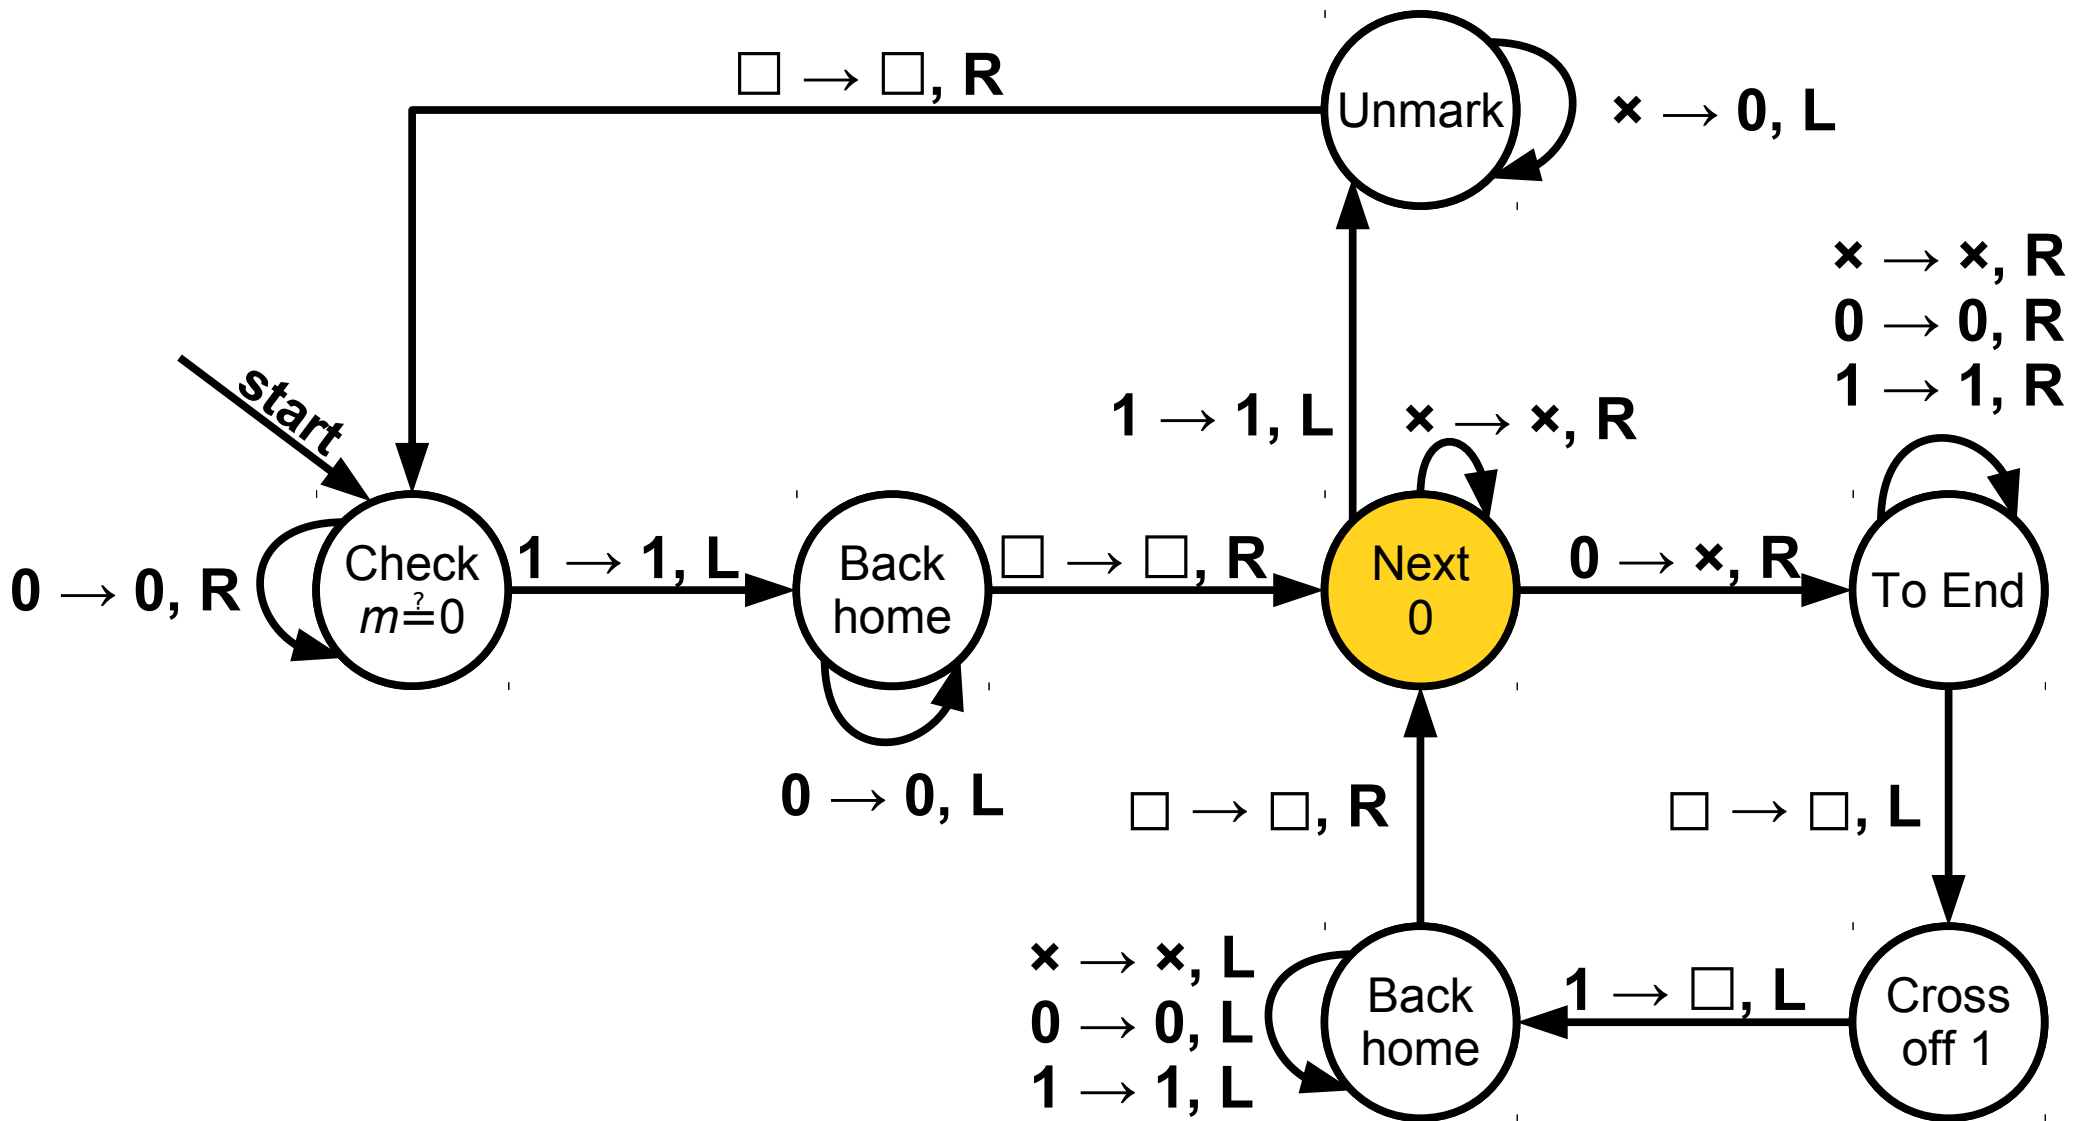 □ → □, R
Unmark
× → 0, L
× → ×, R
0 → 0, R
1 → 1, R
start
1 → 1, L
× → ×, R
0 → 0, R
Check
m≟0
1 → 1, L
Back
home
□ → □, R
Next
0
0 → ×, R
To End
0 → 0, L
□ → □, R
□ → □, L
× → ×, L
0 → 0, L
1 → 1, L
Back
home
1 → □, L
Cross
off 1